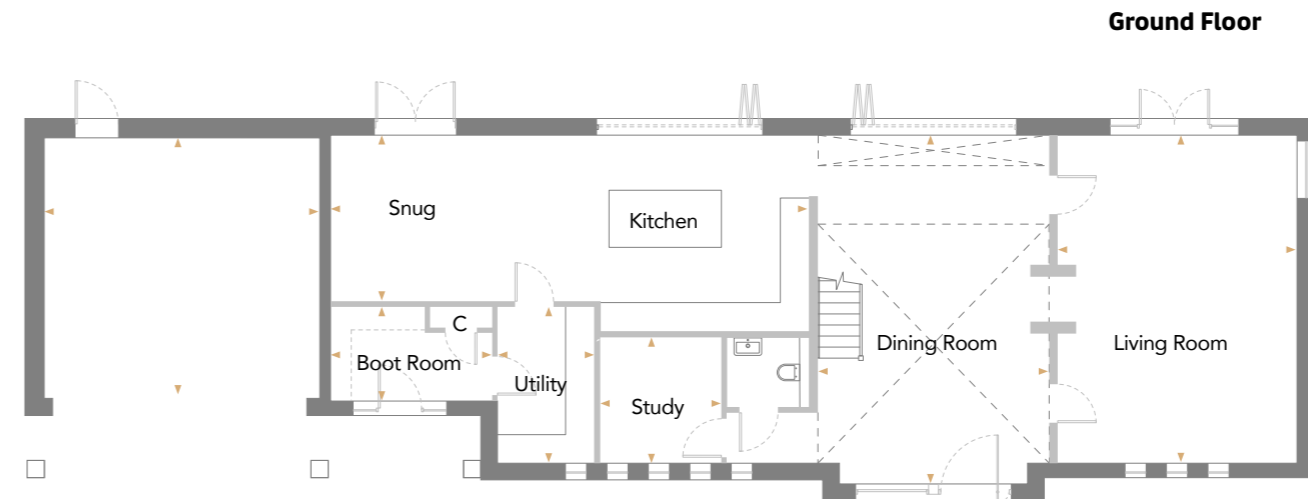 Ground Floor
Snug
Kitchen
C
Boot Room
Utility
Study
Dining Room
Living Room